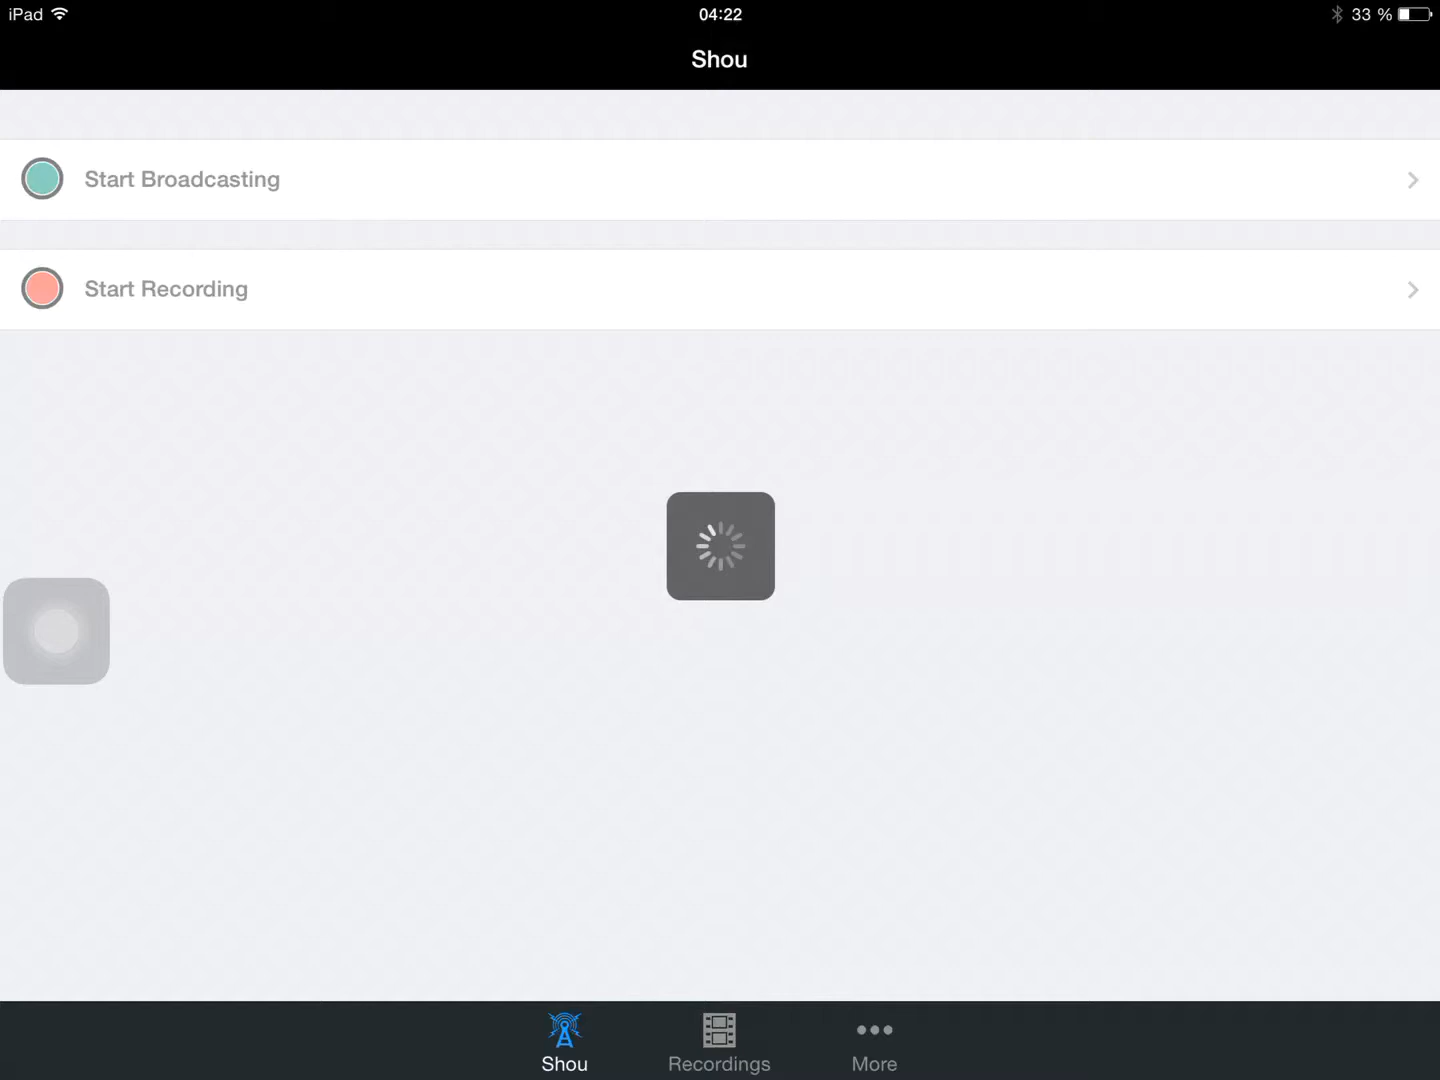 iPad 04:22 33 %
Shou
Start Broadcasting
Start Recording
Shou Recordings More